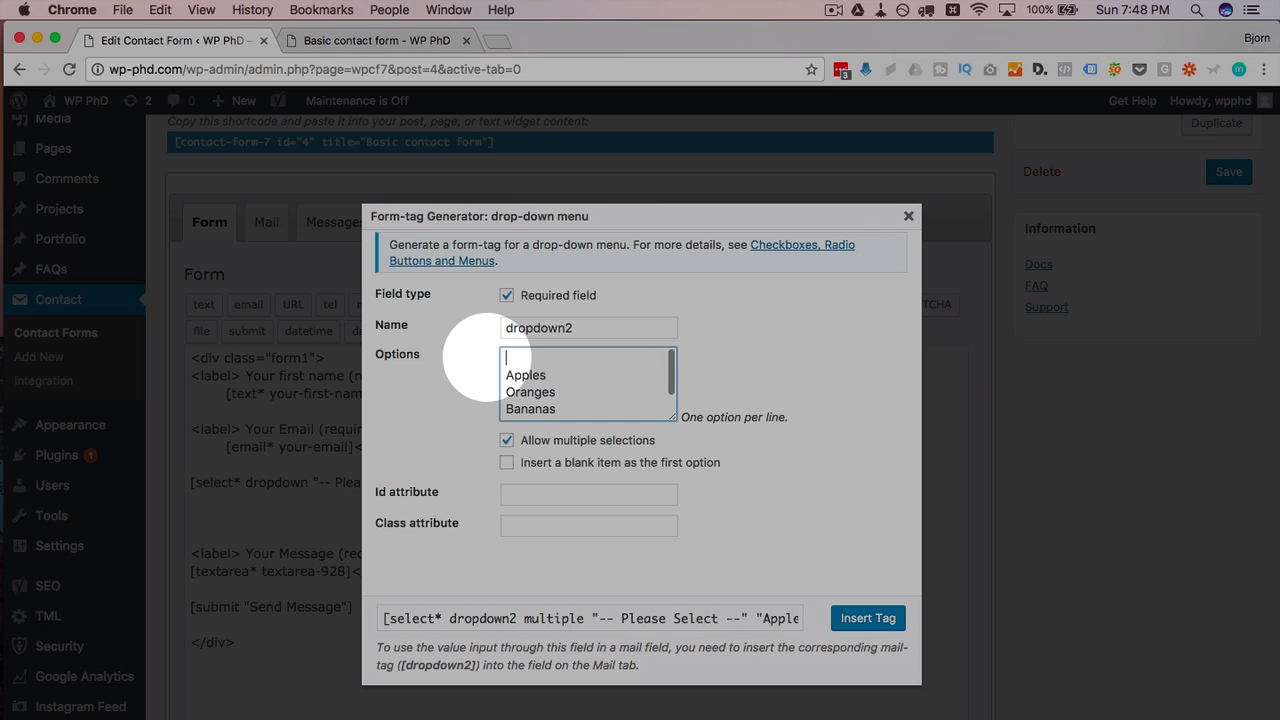 Chrome File Edit View History Bookmarks People Window Help 100% Sun 7:48 PM
Edit Contact Form ‹ WP PhD — Basic contact form - WP PhD Bjorn
wp-phd.com/wp-admin/admin.php?page=wpcf7&post=4&active-tab=0
WP PhD 2 0 New Maintenance is Off Get Help Howdy, wpphd
Media
Pages
Comments
Projects
Portfolio
FAQs
Contact
Contact Forms
Add New
Integration
Appearance
Plugins 1
Users
Tools
Settings
SEO
TML
Security
Google Analytics
Instagram Feed
Copy this shortcode and paste it into your post, page, or text widget content:
[contact-form-7 id="4" title="Basic contact form"]
Form Mail Messages
Form
text email URL tel
CHA
file submit datetime
<div class="form1">
<label> Your first name (r
[text* your-first-nam
<label> Your Email (requir
[email* your-email]<
[select* dropdown "-- Plea
<label> Your Message (re
[textarea* textarea-928]<
[submit "Send Message"]
</div>
Form-tag Generator: drop-down menu
Generate a form-tag for a drop-down menu. For more details, see Checkboxes, Radio
Buttons and Menus.
Field type Required field
Name dropdown2
Options
Apples
Oranges
Bananas
One option per line.
Allow multiple selections
Insert a blank item as the first option
Id attribute
Class attribute
[select* dropdown2 multiple "-- Please Select --" "Apple
Insert Tag
To use the value input through this field in a mail field, you need to insert the corresponding mail-
tag ([dropdown2]) into the field on the Mail tab.
Duplicate
Delete Save
Information
Docs
FAQ
Support